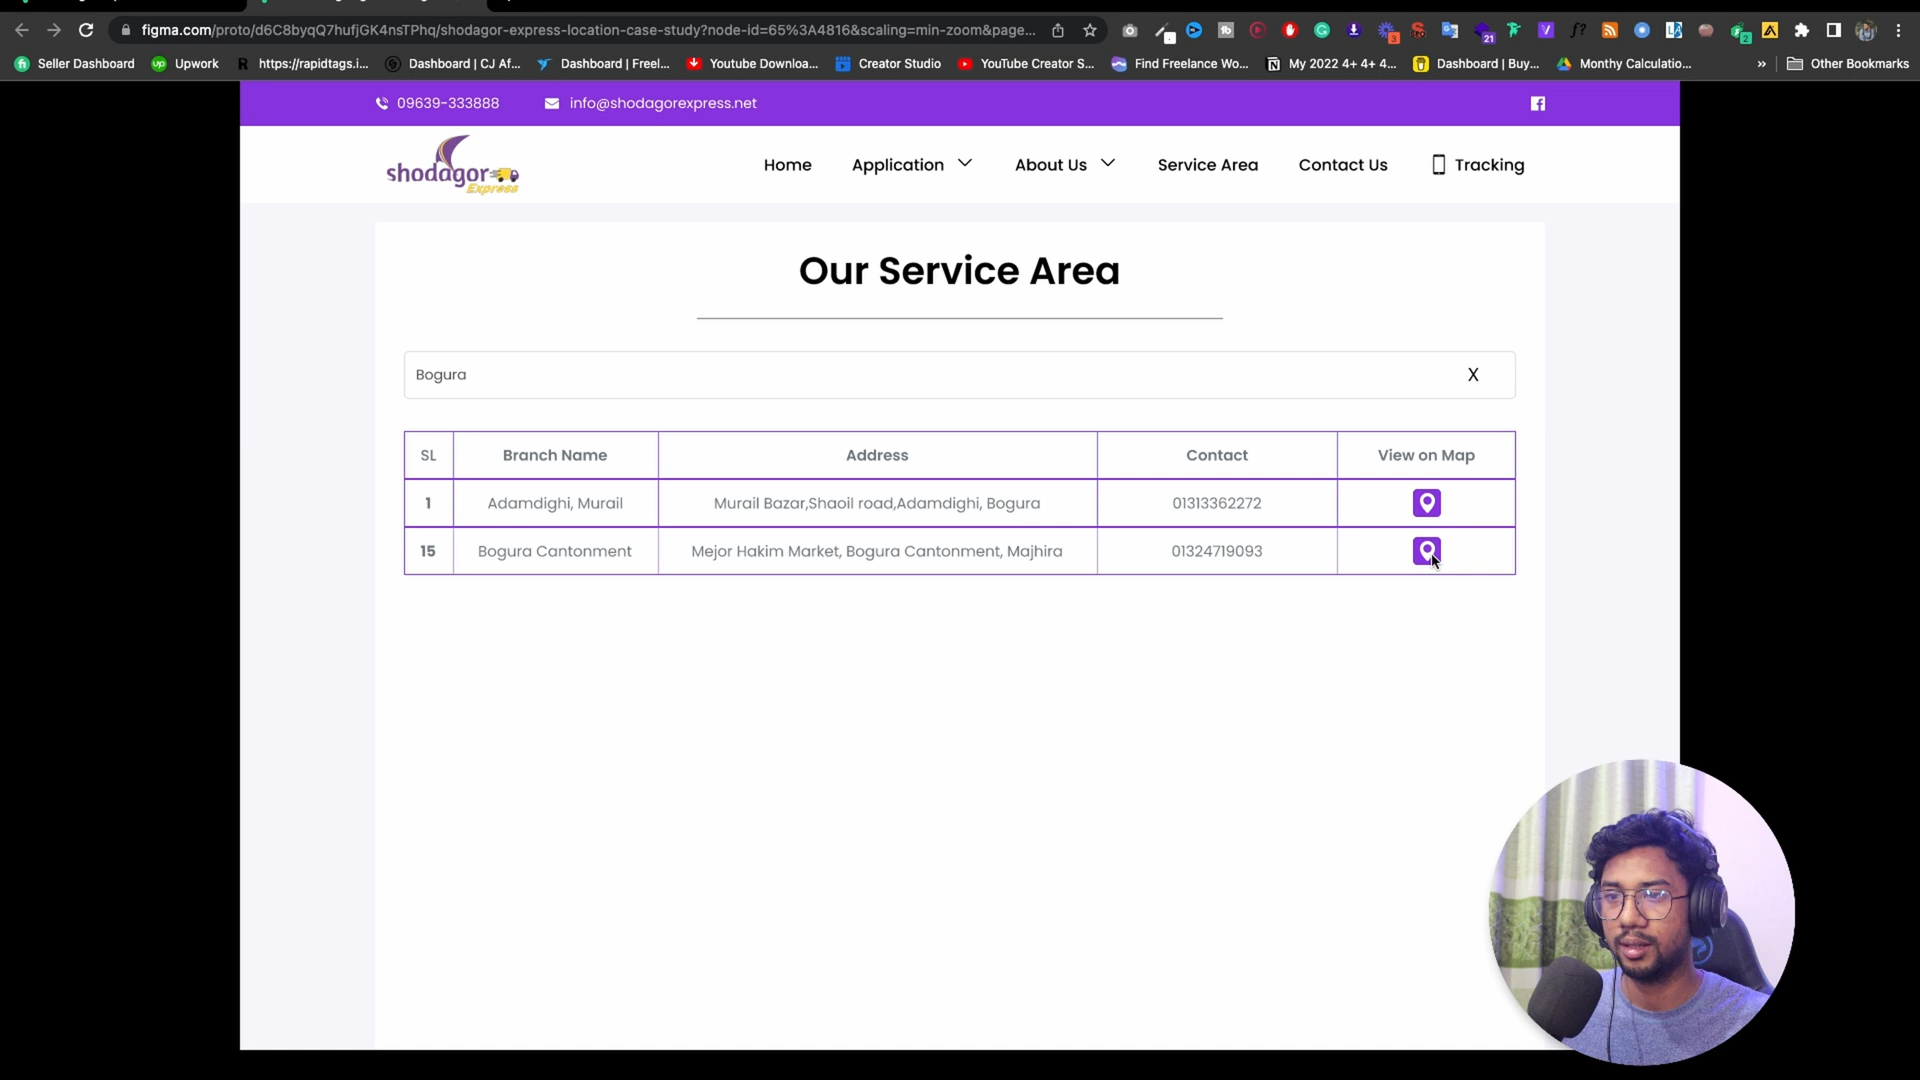 figma.com/proto/d6C8byqQ7hufjGK4nsTPhq/shodagor-express-location-case-study?node-id=65%3A4816&scaling=min-zoom&page...
Seller Dashboard
Upwork
https://rapidtags.i...
Dashboard | CJ Af...
Dashboard | Freel...
Youtube Downloa...
Creator Studio
YouTube Creator S...
Find Freelance Wo...
My 2022 4+ 4+ 4...
Dashboard | Buy...
Monthy Calculatio...
»
Other Bookmarks
09639-333888
info@shodagorexpress.net
shodagor
Express
Home
Application
About Us
Service Area
Contact Us
Tracking
Our Service Area
Bogura
X
SL Branch Name Address Contact View on Map
1 Adamdighi, Murail Murail Bazar,Shaoil road,Adamdighi, Bogura 01313362272
15 Bogura Cantonment Mejor Hakim Market, Bogura Cantonment, Majhira 01324719093